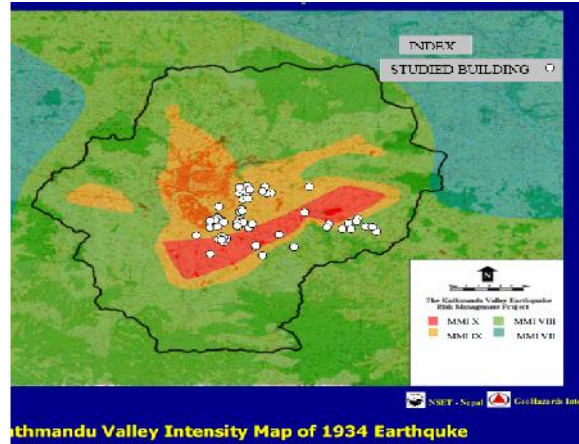 INDEX
STUDIED BUILDING
N
The Kathmandu Valley Earthquake
Risk Management Project
MMI X
MMI VIII
MMI IX
MMI VII
NSET - Nepal
GeoHazards Inte
athmandu Valley Intensity Map of 1934 Earthquke